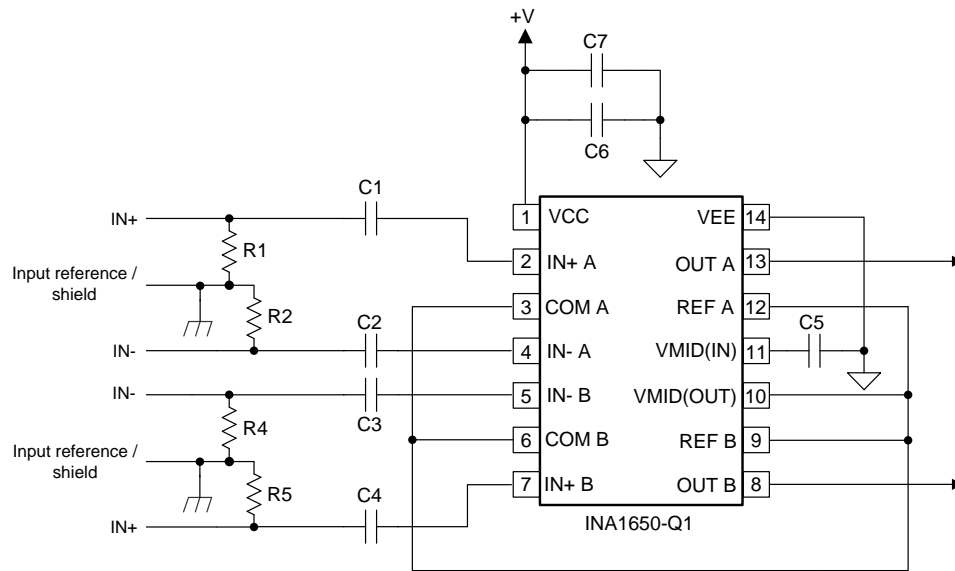 +V
C7
C6
C1
IN+
R1
Input reference /
shield
R2
C2
IN-
IN-
C3
R4
Input reference /
shield
R5
C4
IN+
1 VCC VEE 14
2 IN+ A OUT A 13
3 COM A REF A 12
4 IN- A VMID(IN) 11
C5
5 IN- B VMID(OUT) 10
6 COM B REF B 9
7 IN+ B OUT B 8
INA1650-Q1